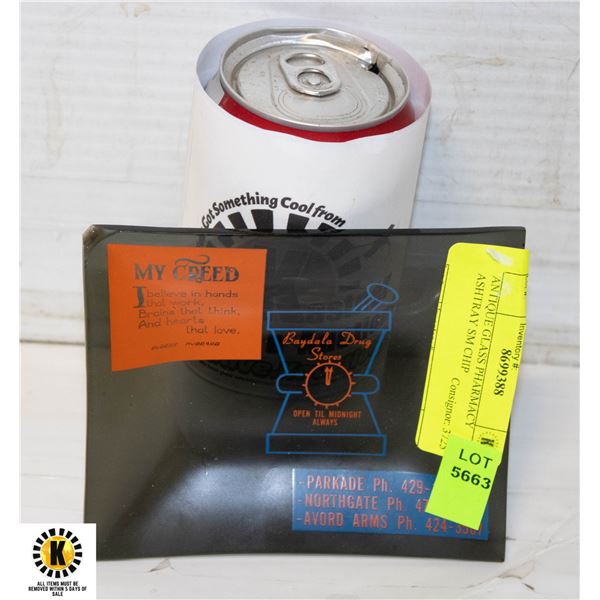 Got Something Cool from
MY CREED
I believe in hands
that work,
Brains that think,
And hearts
that love.
Baydala Drug
Stores
OPEN TIL MIDNIGHT
ALWAYS
-PARKADE Ph. 429-
-NORTHGATE Ph.
-AVORD ARMS Ph. 424-
Inventory #:
8699388
ANTIQUE GLASS PHARMACY
ASHTRAY SM CHIP
Consignor:
K
LOT
5663
K
ALL ITEMS MUST BE
REMOVED WITHIN 5 DAYS OF
SALE